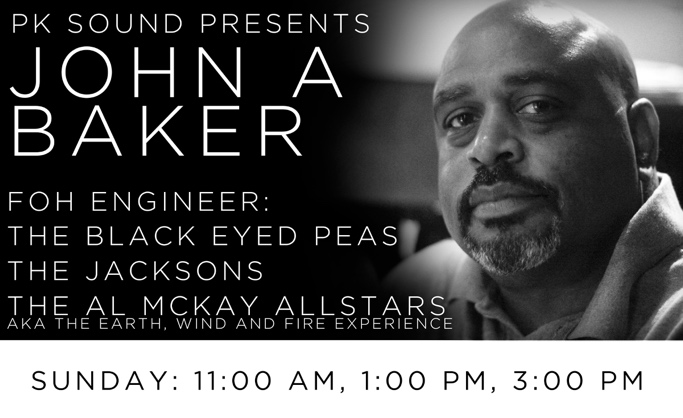 PK SOUND PRESENTS
JOHN A
BAKER
FOH ENGINEER:
THE BLACK EYED PEAS
THE JACKSONS
THE AL MCKAY ALLSTARS
AKA THE EARTH, WIND AND FIRE EXPERIENCE
SUNDAY: 11:00 AM, 1:00 PM, 3:00 PM